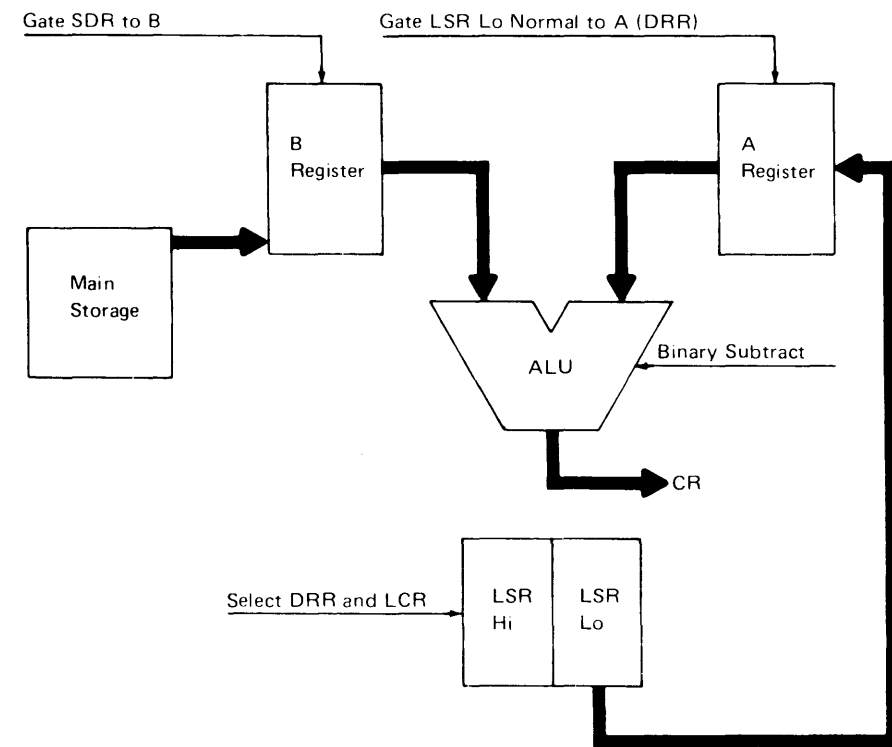 Gate SDR to B
Gate LSR Lo Normal to A (DRR)
B
Register
A
Register
Main
Storage
ALU
Binary Subtract
CR
Select DRR and LCR
LSR
Hi
LSR
Lo